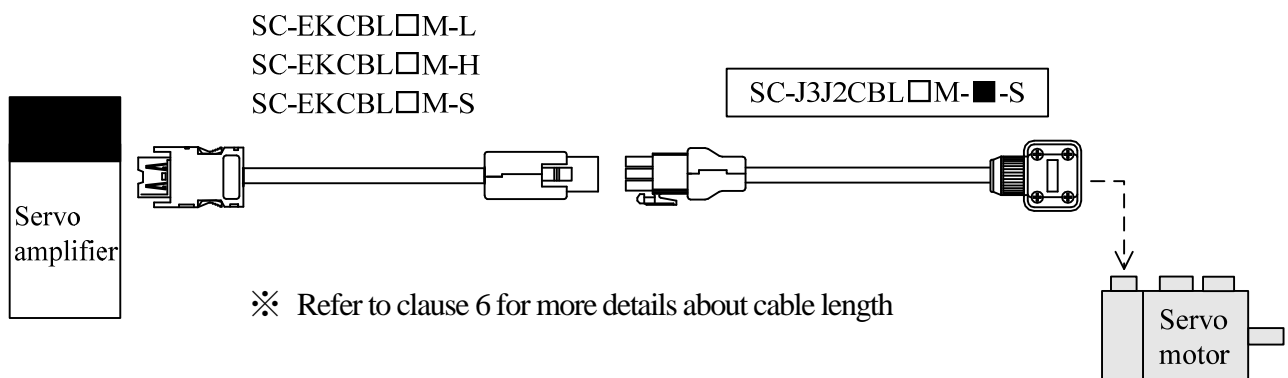 SC-EKCBL□M-L
SC-EKCBL□M-H
SC-EKCBL□M-S
SC-J3J2CBL□M-■-S
Servo
amplifier
※ Refer to clause 6 for more details about cable length
Servo
motor